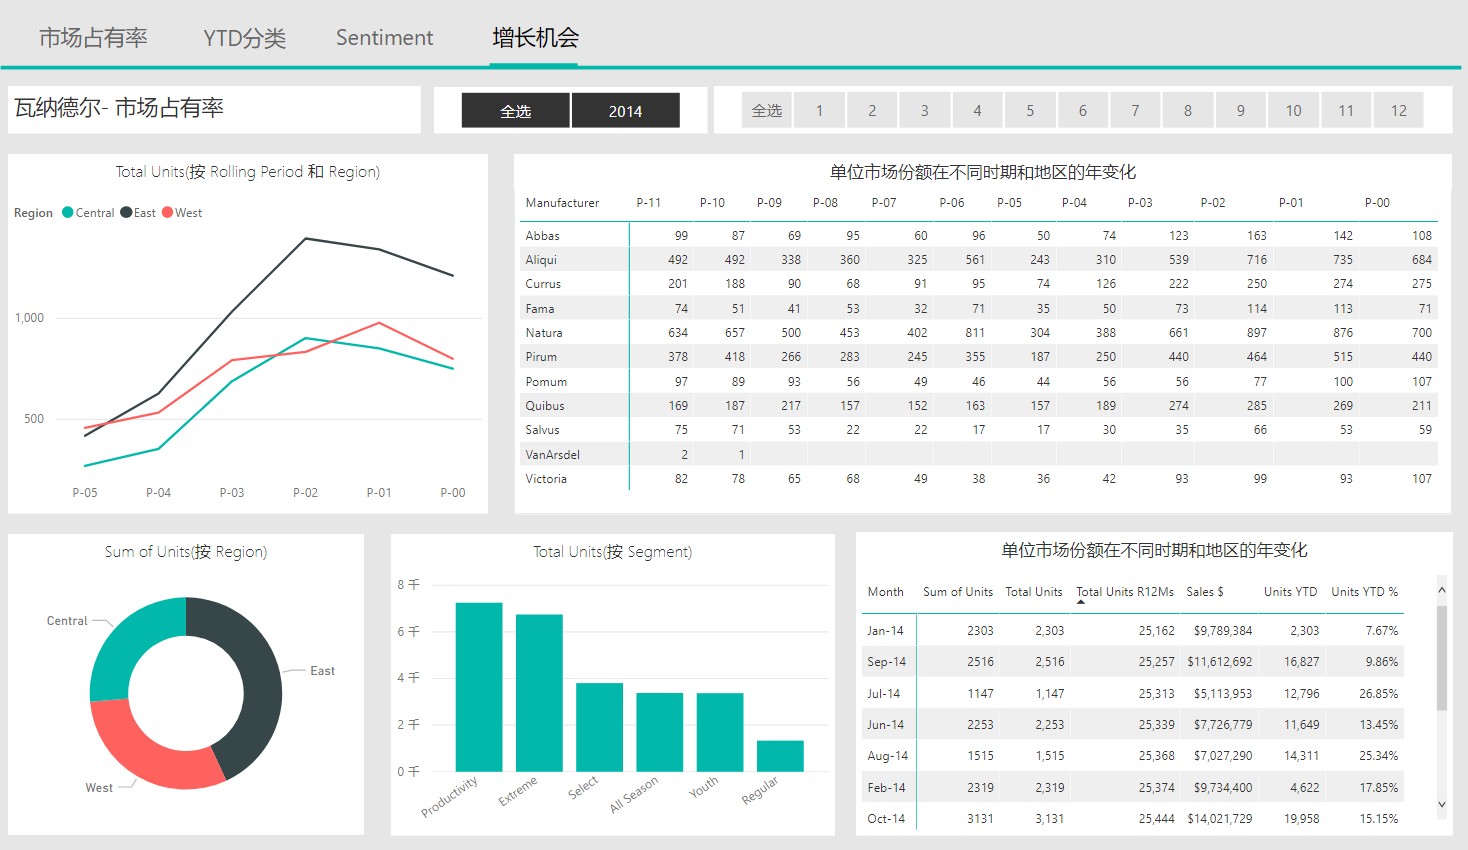 市场占有率 YTD分类 Sentiment 增长机会
瓦纳德尔- 市场占有率
全选 2014
全选 1 2 3 4 5 6 7 8 9 10 11 12
Total Units(按 Rolling Period 和 Region)
Region Central East West
1,000
500
P-05 P-04 P-03 P-02 P-01 P-00
单位市场份额在不同时期和地区的年变化
Manufacturer P-11 P-10 P-09 P-08 P-07 P-06 P-05 P-04 P-03 P-02 P-01 P-00
Abbas 99 87 69 95 60 96 50 74 123 163 142 108
Aliqui 492 492 338 360 325 561 243 310 539 716 735 684
Currus 201 188 90 68 91 95 74 126 222 250 274 275
Fama 74 51 41 53 32 71 35 50 73 114 113 71
Natura 634 657 500 453 402 811 304 388 661 897 876 700
Pirum 378 418 266 283 245 355 187 250 440 464 515 440
Pomum 97 89 93 56 49 46 44 56 56 77 100 107
Quibus 169 187 217 157 152 163 157 189 274 285 269 211
Salvus 75 71 53 22 22 17 17 30 35 66 53 59
VanArsdel 2 1
Victoria 82 78 65 68 49 38 36 42 93 99 93 107
Sum of Units(按 Region)
Central
East
West
Total Units(按 Segment)
8 千
6 千
4 千
2 千
0 千
Productivity Extreme Select All Season Youth Regular
单位市场份额在不同时期和地区的年变化
Month Sum of Units Total Units Total Units R12Ms Sales $ Units YTD Units YTD %
Jan-14 2303 2,303 25,162 $9,789,384 2,303 7.67%
Sep-14 2516 2,516 25,257 $11,612,692 16,827 9.86%
Jul-14 1147 1,147 25,313 $5,113,953 12,796 26.85%
Jun-14 2253 2,253 25,339 $7,726,779 11,649 13.45%
Aug-14 1515 1,515 25,368 $7,027,290 14,311 25.34%
Feb-14 2319 2,319 25,374 $9,734,400 4,622 17.85%
Oct-14 3131 3,131 25,444 $14,021,729 19,958 15.15%